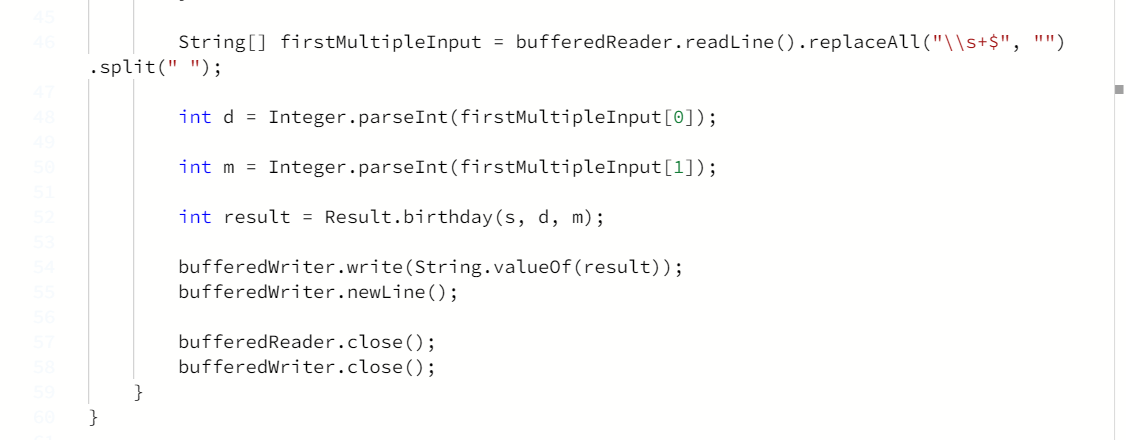 45
46 String[] firstMultipleInput = bufferedReader.readLine().replaceAll("\\s+$", "")
.split(" ");
47
48 int d = Integer.parseInt(firstMultipleInput[0]);
49
50 int m = Integer.parseInt(firstMultipleInput[1]);
51
52 int result = Result.birthday(s, d, m);
53
54 bufferedWriter.write(String.valueOf(result));
55 bufferedWriter.newLine();
56
57 bufferedReader.close();
58 bufferedWriter.close();
59 }
60 }